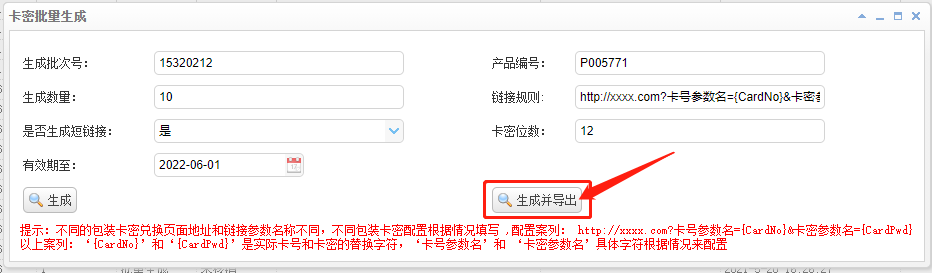 卡密批量生成
生成批次号： 15320212 产品编号： P005771
生成数量： 10 链接规则: http://xxxx.com?卡号参数名={CardNo}&卡密参
是否生成短链接： 是 卡密位数： 12
有效期至： 2022-06-01
生成 生成并导出
提示：不同的包装卡密兑换页面地址和链接参数名称不同，不同包装卡密配置根据情况填写 ,配置案列： http://xxxx.com?卡号参数名={CardNo}&卡密参数名={CardPwd}
以上案列：‘{CardNo}’和‘{CardPwd}’是实际卡号和卡密的替换字符，‘卡号参数名’和 ‘卡密参数名’具体字符根据情况来配置